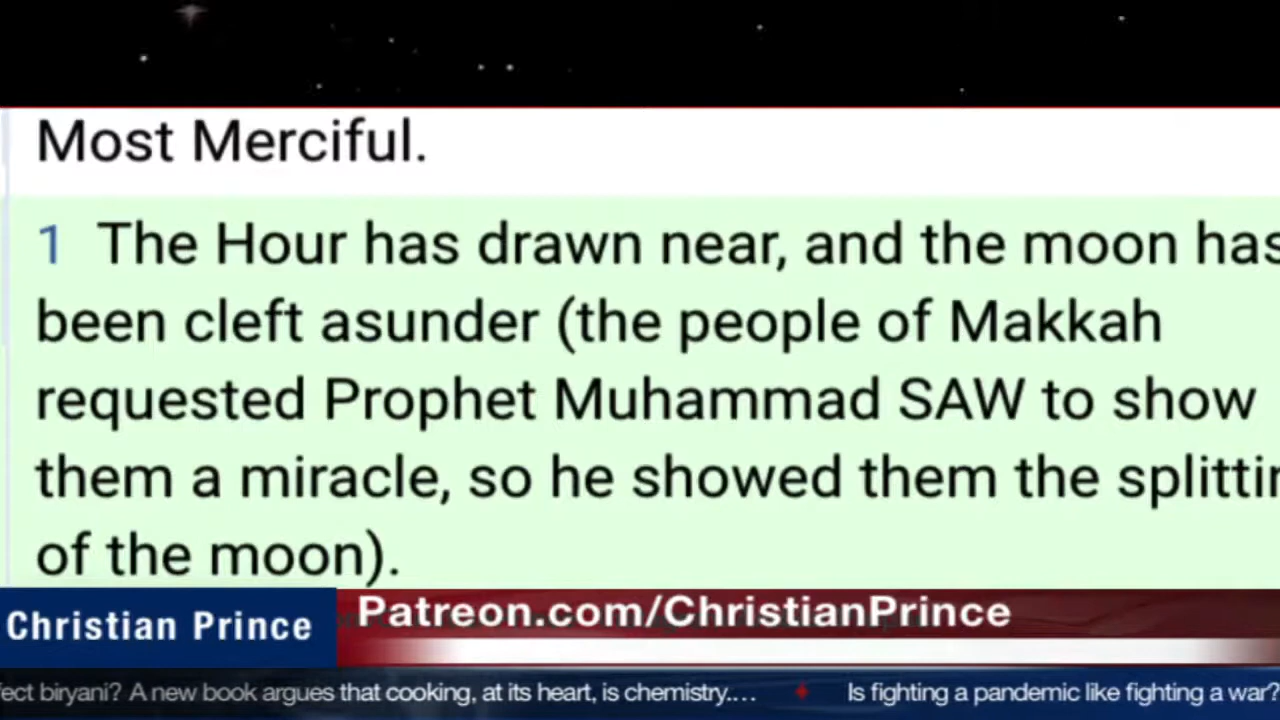 Most Merciful.
1 The Hour has drawn near, and the moon has
been cleft asunder (the people of Makkah
requested Prophet Muhammad SAW to show
them a miracle, so he showed them the splittin
of the moon).
Christian Prince
Patreon.com/ChristianPrince
fect biryani? A new book argues that cooking, at its heart, is chemistry.... Is fighting a pandemic like fighting a war?